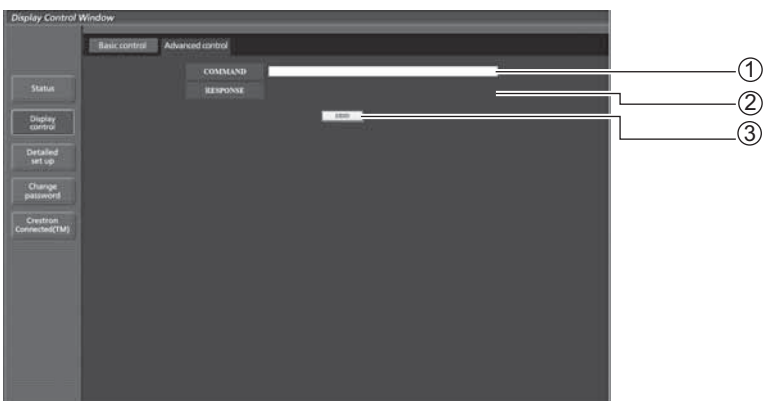 Display Control Window
Basic control Advanced control
COMMAND
①
RESPONSE
②
SEND
③
Status
Display
control
Detailed
set up
Change
password
Crestron
Connected(TM)